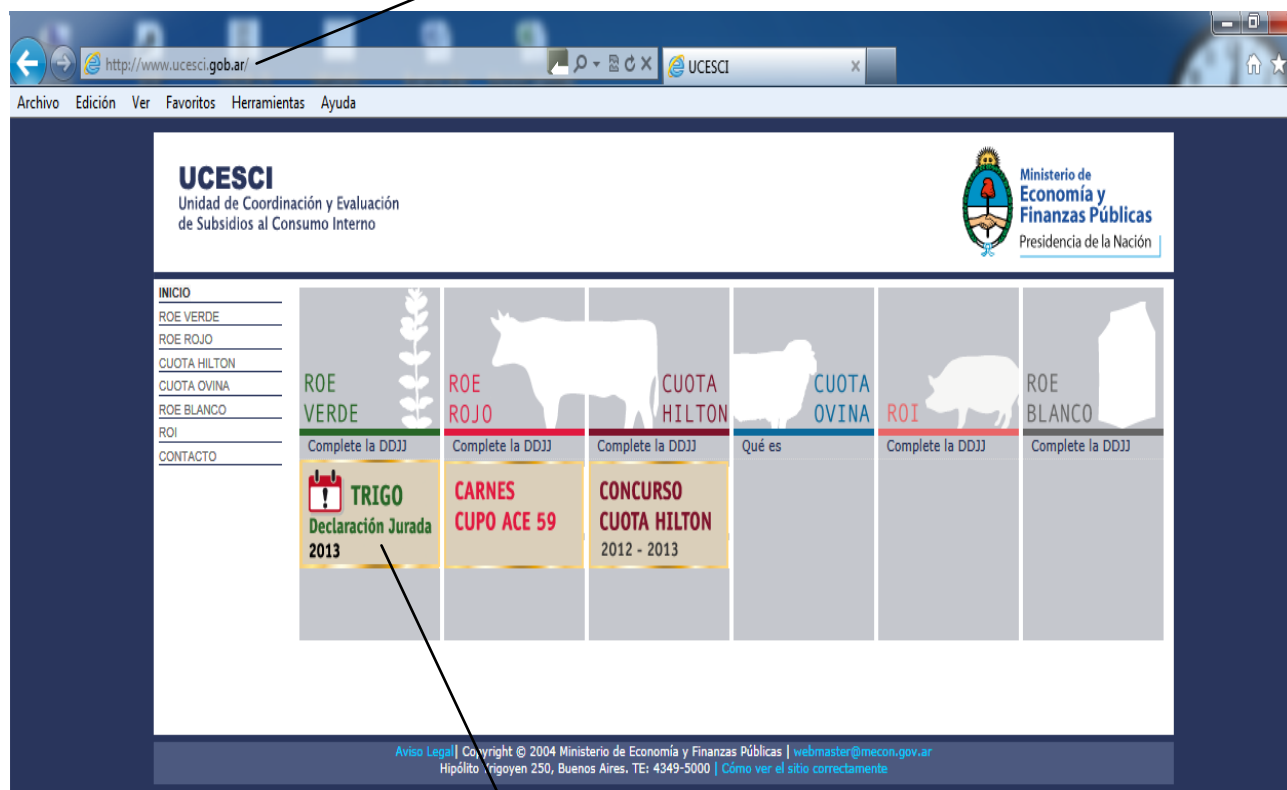 http://www.ucesci.gob.ar/
UCESCI
Archivo Edición Ver Favoritos Herramientas Ayuda
UCESCI
Unidad de Coordinación y Evaluación
de Subsidios al Consumo Interno
Ministerio de
Economía y
Finanzas Públicas
Presidencia de la Nación
INICIO
ROE VERDE
ROE ROJO
CUOTA HILTON
CUOTA OVINA
ROE BLANCO
ROI
CONTACTO
ROE
VERDE
Complete la DDJJ
TRIGO
Declaración Jurada
2013
ROE
ROJO
Complete la DDJJ
CARNES
CUPO ACE 59
CUOTA
HILTON
Complete la DDJJ
CONCURSO
CUOTA HILTON
2012 - 2013
CUOTA
OVINA
Qué es
ROI
Complete la DDJJ
ROE
BLANCO
Complete la DDJJ
Aviso Legal| Copyright © 2004 Ministerio de Economía y Finanzas Públicas | webmaster@mecon.gov.ar
Hipólito Yrigoyen 250, Buenos Aires. TE: 4349-5000 | Cómo ver el sitio correctamente